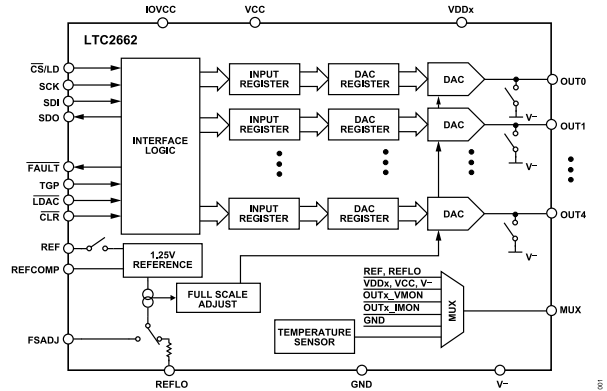 IOVCC
VCC
VDDx
LTC2662
CS/LD
SCK
SDI
SDO
FAULT
TGP
LDAC
CLR
REF
REFCOMP
FSADJ
INTERFACE
LOGIC
INPUT
REGISTER
DAC
REGISTER
DAC
OUT0
V–
INPUT
REGISTER
DAC
REGISTER
DAC
OUT1
V–
INPUT
REGISTER
DAC
REGISTER
DAC
OUT4
V–
1.25V
REFERENCE
FULL SCALE
ADJUST
REF, REFLO
VDDx, VCC, V–
OUTx_VMON
OUTx_IMON
GND
TEMPERATURE
SENSOR
MUX
MUX
REFLO
GND
V–
001